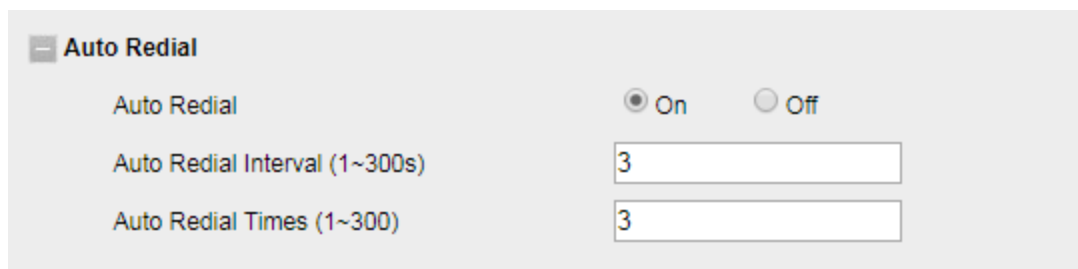 Auto Redial
Auto Redial On Off
Auto Redial Interval (1~300s) 3
Auto Redial Times (1~300) 3